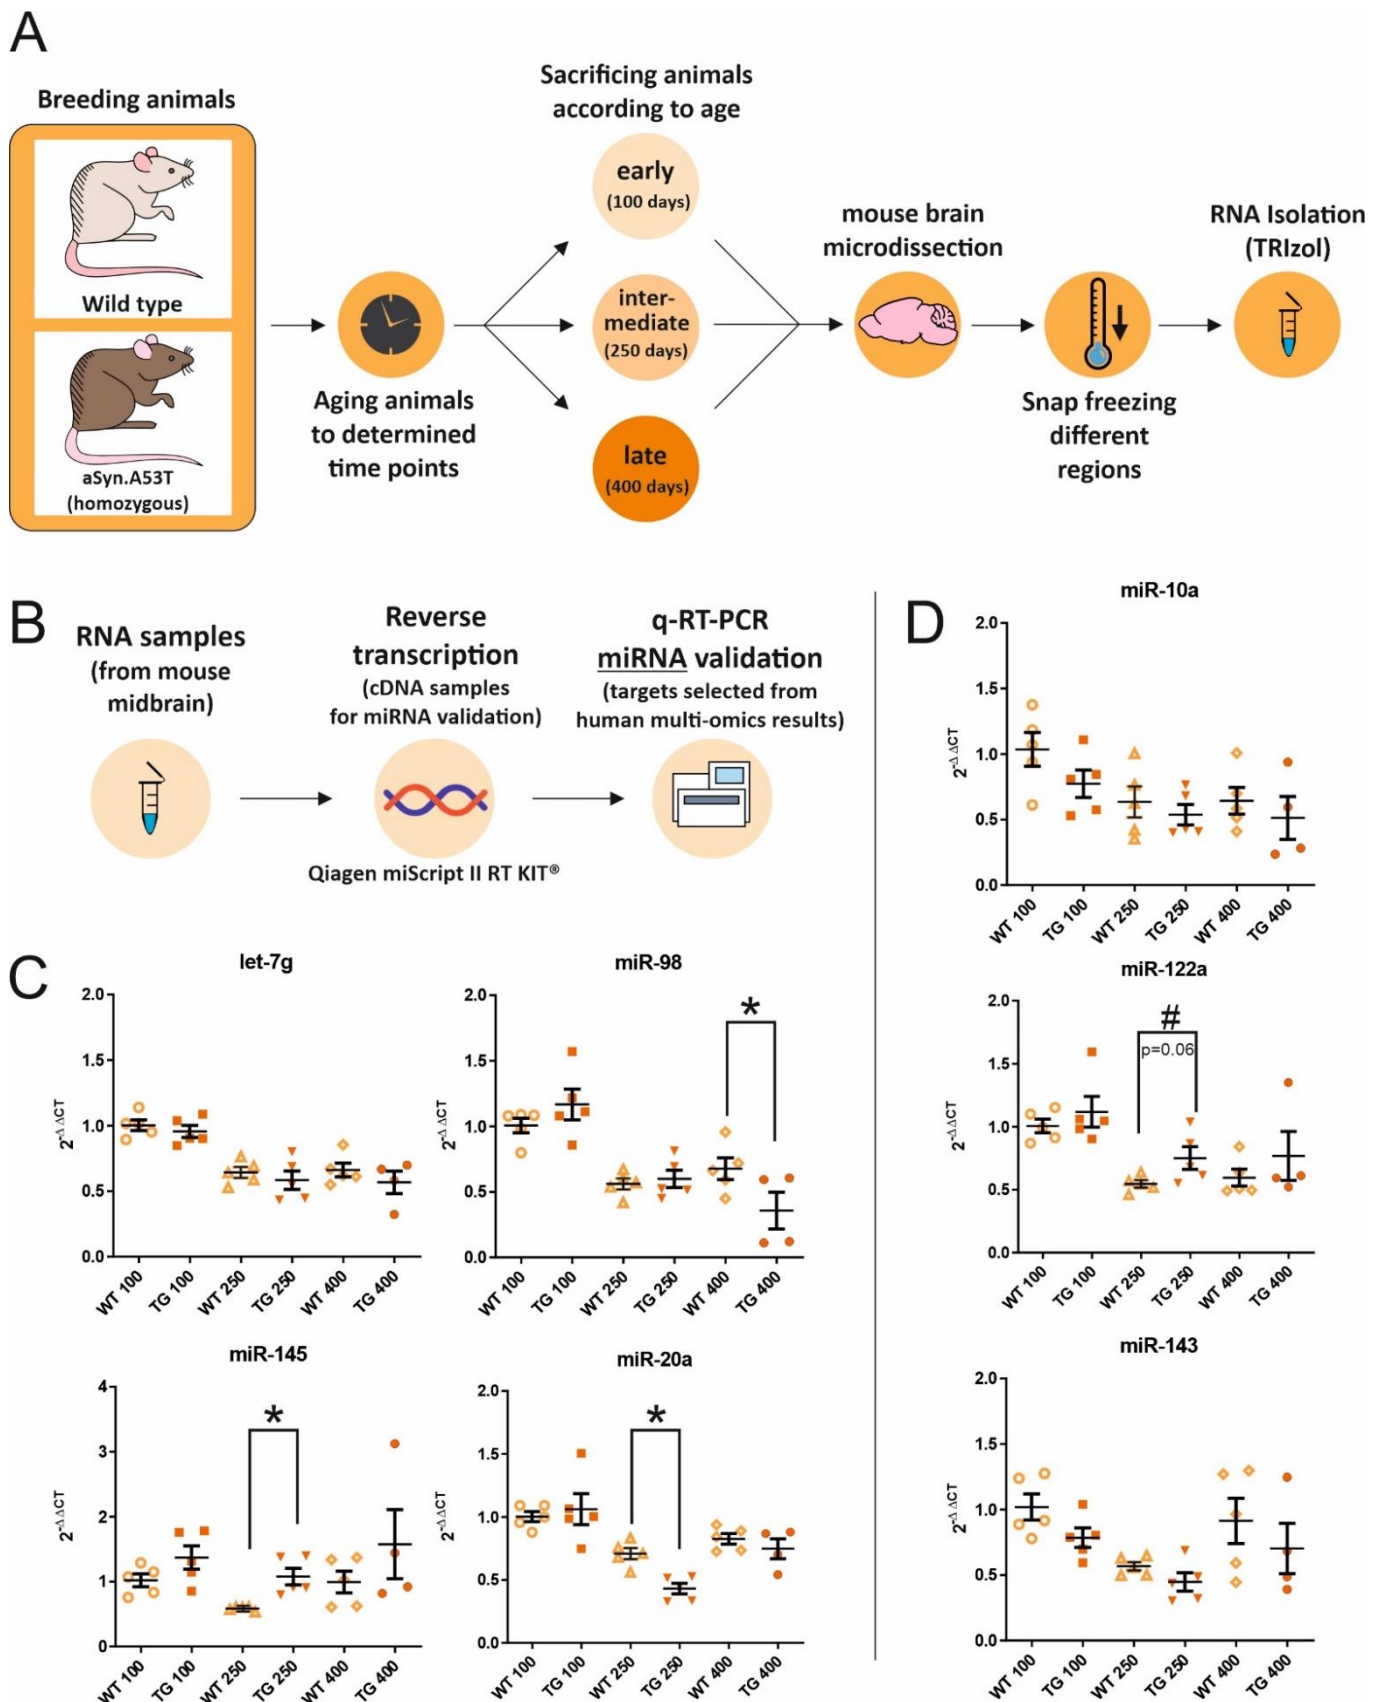 A
Breeding animals
Wild type
aSyn.A53T
(homozygous)
Aging animals
to determined
time points
Sacrificing animals
according to age
early
(100 days)
inter-
mediate
(250 days)
late
(400 days)
mouse brain
microdissection
Snap freezing
different
regions
RNA Isolation
(TRIzol)
B
RNA samples
(from mouse
midbrain)
Reverse
transcription
(cDNA samples
for miRNA validation)
Qiagen miScript II RT KIT®
q-RT-PCR
miRNA validation
(targets selected from
human multi-omics results)
C
let-7g
2-ΔΔCT
2.0
1.5
1.0
0.5
0.0
WT 100
TG 100
WT 250
TG 250
WT 400
TG 400
miR-98
2-ΔΔCT
2.0
1.5
1.0
0.5
0.0
*
WT 100
TG 100
WT 250
TG 250
WT 400
TG 400
miR-145
2-ΔΔCT
4
3
2
1
0
*
WT 100
TG 100
WT 250
TG 250
WT 400
TG 400
miR-20a
2-ΔΔCT
2.0
1.5
1.0
0.5
0.0
*
WT 100
TG 100
WT 250
TG 250
WT 400
TG 400
D
miR-10a
2-ΔΔCT
2.0
1.5
1.0
0.5
0.0
WT 100
TG 100
WT 250
TG 250
WT 400
TG 400
miR-122a
2-ΔΔCT
2.0
1.5
1.0
0.5
0.0
#
p=0.06
WT 100
TG 100
WT 250
TG 250
WT 400
TG 400
miR-143
2-ΔΔCT
2.0
1.5
1.0
0.5
0.0
WT 100
TG 100
WT 250
TG 250
WT 400
TG 400